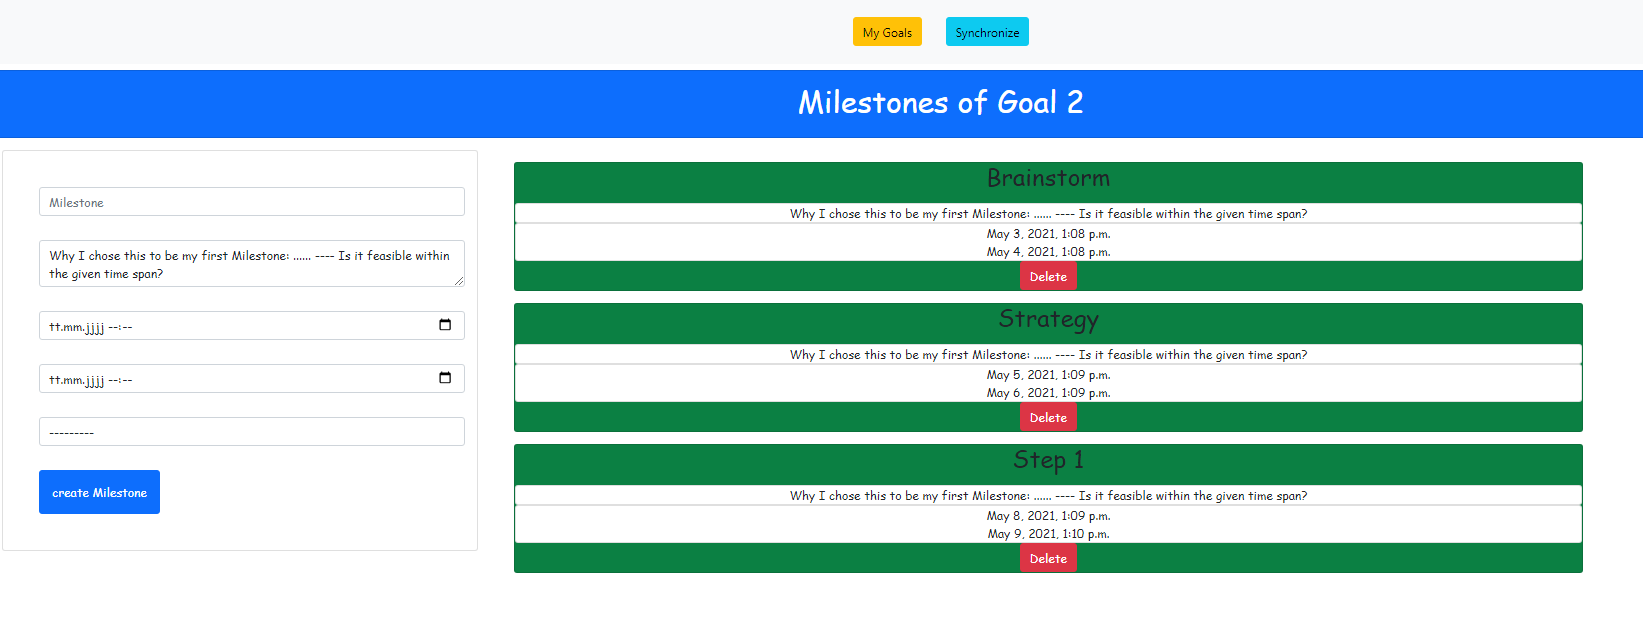 My Goals
Synchronize
Milestones of Goal 2
Milestone
Why I chose this to be my first Milestone: ...... ---- Is it feasible within
the given time span?
tt.mm.jjjj --:--
tt.mm.jjjj --:--
---------
create Milestone
Brainstorm
Why I chose this to be my first Milestone: ...... ---- Is it feasible within the given time span?
May 3, 2021, 1:08 p.m.
May 4, 2021, 1:08 p.m.
Delete
Strategy
Why I chose this to be my first Milestone: ...... ---- Is it feasible within the given time span?
May 5, 2021, 1:09 p.m.
May 6, 2021, 1:09 p.m.
Delete
Step 1
Why I chose this to be my first Milestone: ...... ---- Is it feasible within the given time span?
May 8, 2021, 1:09 p.m.
May 9, 2021, 1:10 p.m.
Delete